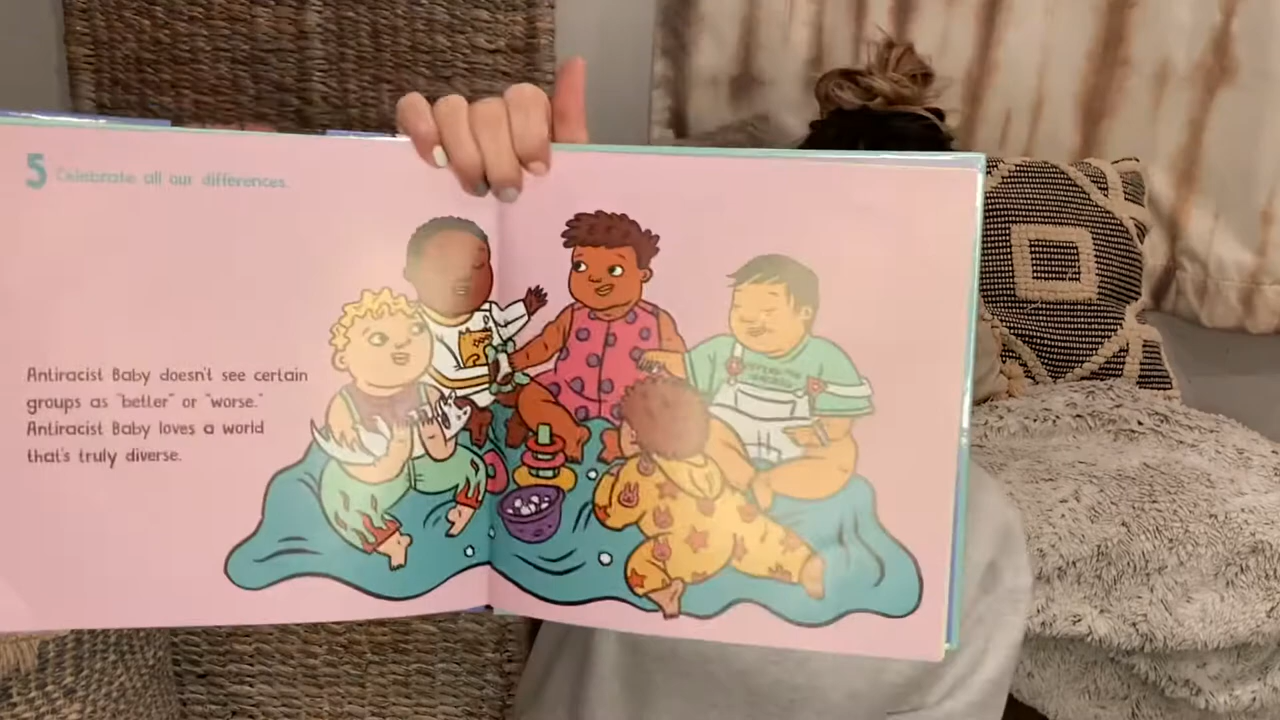 5 Celebrate all our differences.
Antiracist Baby doesn't see certain
groups as "better" or "worse."
Antiracist Baby loves a world
that's truly diverse.